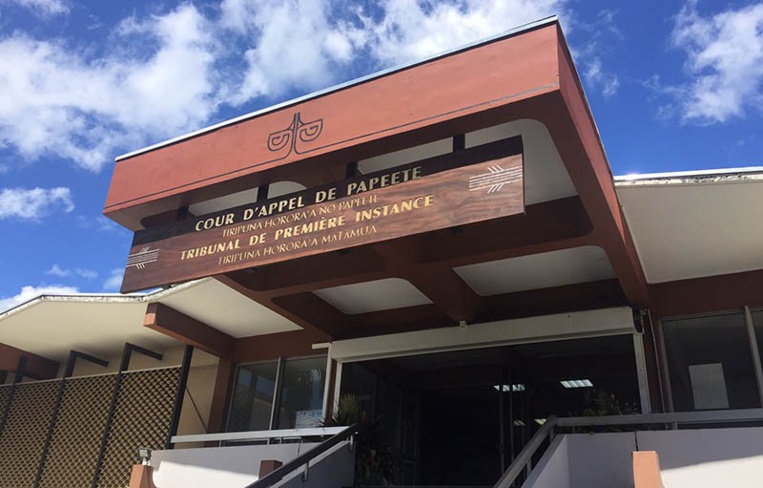 COUR D'APPEL DE PAPEETE
TIRIPUNA HORORA'A NO PAPEETE
TRIBUNAL DE PREMIÈRE INSTANCE
TIRIPUNA HORORA'A MATAMUA